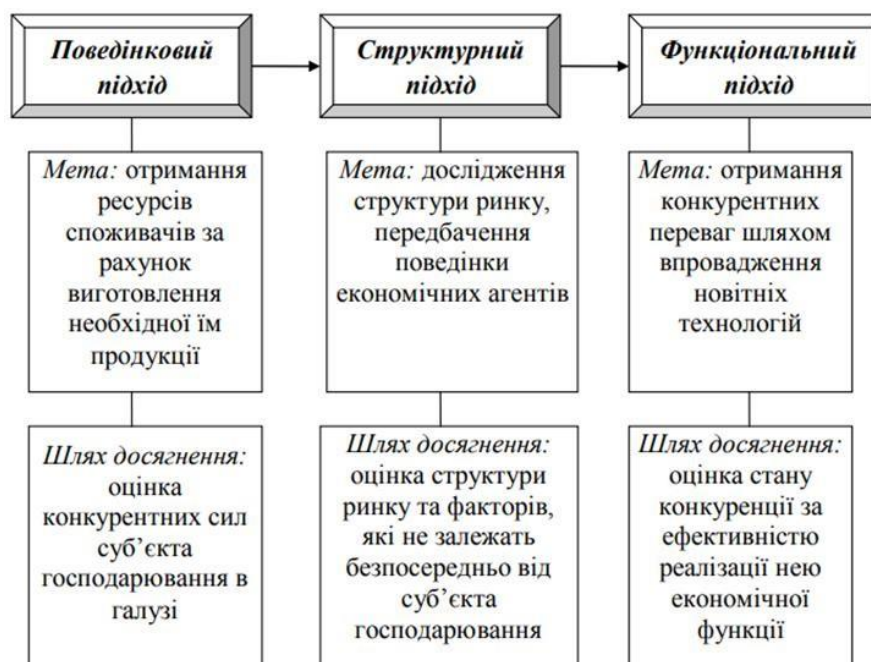 Поведінковий
підхід
Структурний
підхід
Функціональний
підхід
Мета: отримання
ресурсів
споживачів за
рахунок
виготовлення
необхідної їм
продукції
Мета: дослідження
структури ринку,
передбачення
поведінки
економічних агентів
Мета: отримання
конкурентних
переваг шляхом
впровадження
новітніх
технологій
Шлях досягнення:
оцінка
конкурентних сил
суб’єкта
господарювання в
галузі
Шлях досягнення:
оцінка структури
ринку та факторів,
які не залежать
безпосередньо від
суб’єкта
господарювання
Шлях досягнення:
оцінка стану
конкуренції за
ефективністю
реалізації нею
економічної
функції